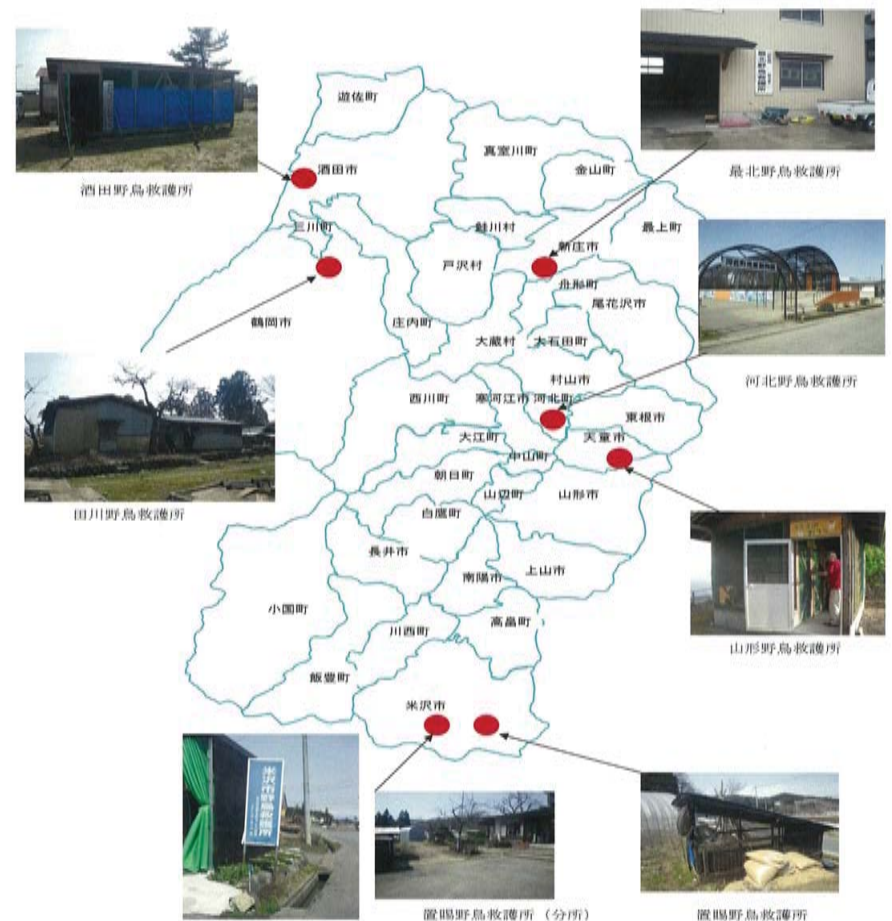 遊佐町
酒田野鳥救護所
酒田市
真室川町
金山町
最北野鳥救護所
三川町
鮭川村
新庄市
最上町
戸沢村
舟形町
尾花沢市
鶴岡市
庄内町
大蔵村
大石田町
河北野鳥救護所
村山市
西川町
寒河江市
河北町
東根市
大江町
天童市
中山町
朝日町
山辺町
山形市
田川野鳥救護所
白鷹町
長井市
南陽市
上山市
小国町
川西町
高畠町
山形野鳥救護所
飯豊町
米沢市
米沢市野鳥救護所
置賜野鳥救護所（分所）
置賜野鳥救護所